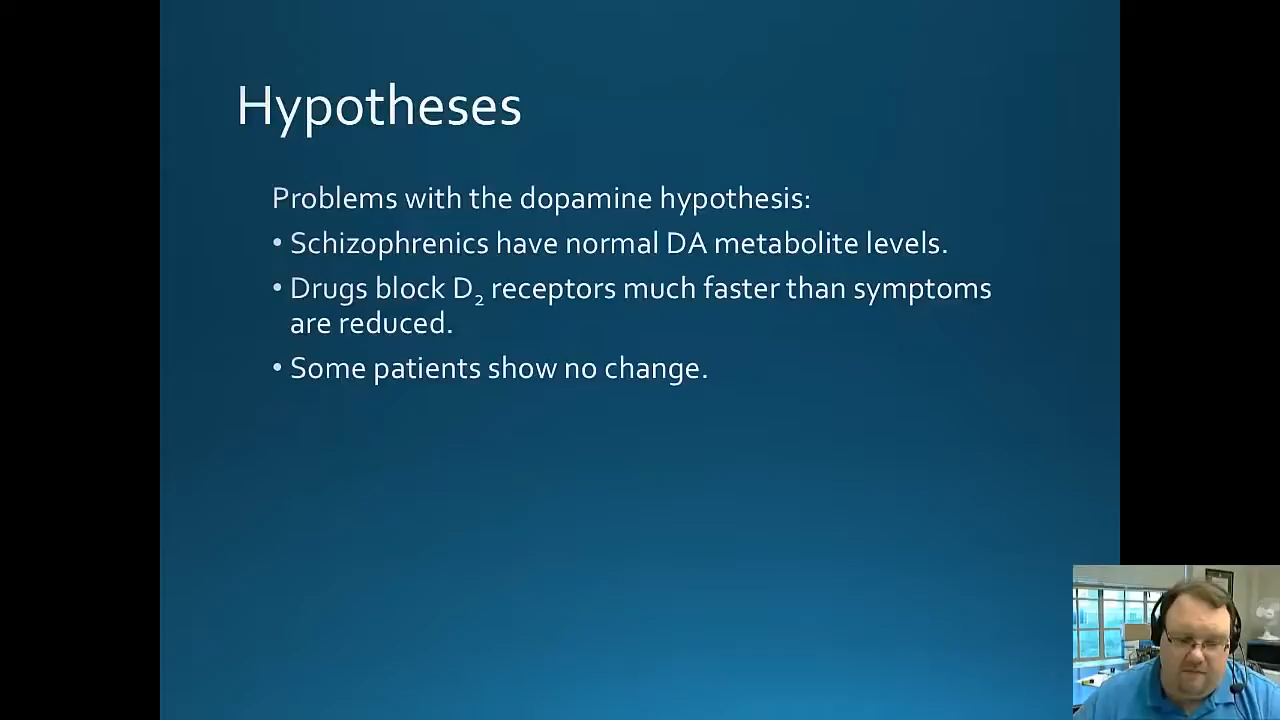 Hypotheses
Problems with the dopamine hypothesis:
• Schizophrenics have normal DA metabolite levels.
• Drugs block D₂ receptors much faster than symptoms
are reduced.
• Some patients show no change.